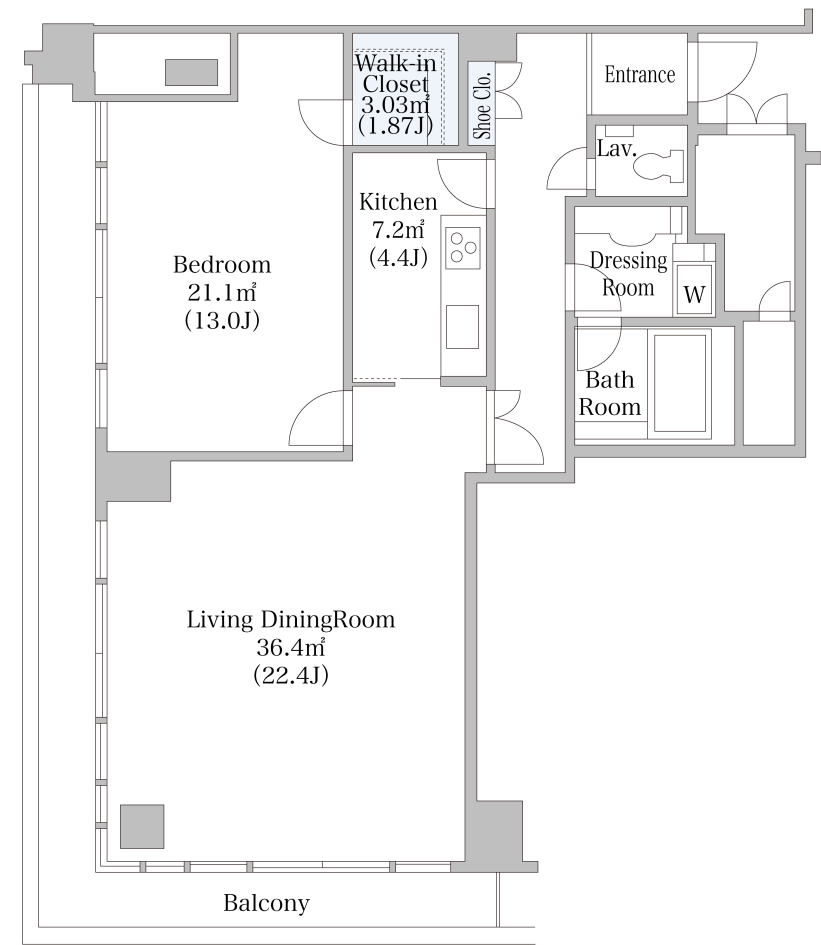 Walk-in
Closet
3.03㎡
(1.87J)
Shoe Clo.
Entrance
Lav.
Kitchen
7.2㎡
(4.4J)
Bedroom
21.1㎡
(13.0J)
Dressing
Room
W
Bath
Room
Living DiningRoom
36.4㎡
(22.4J)
Balcony